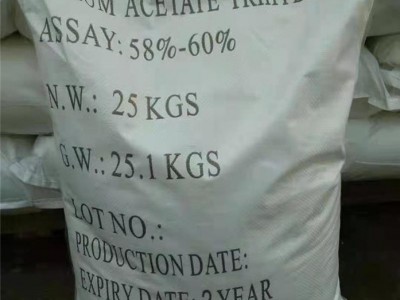 ACETATE
ASSAY: 58%-60%
N.W.: 25 KGS
G.W.: 25.1 KGS
LOT NO.:
PRODUCTION DATE:
EXPIRY DATE: 2 YEAR